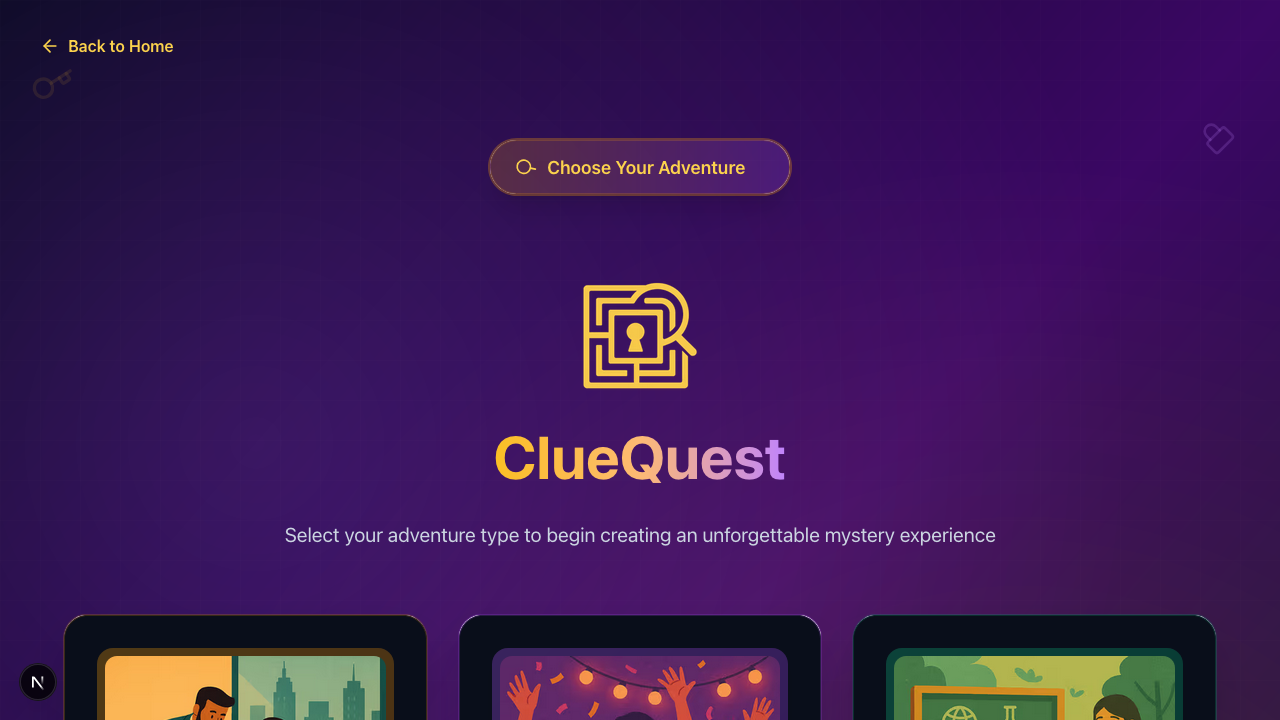 Back to Home
Choose Your Adventure
ClueQuest
Select your adventure type to begin creating an unforgettable mystery experience
N